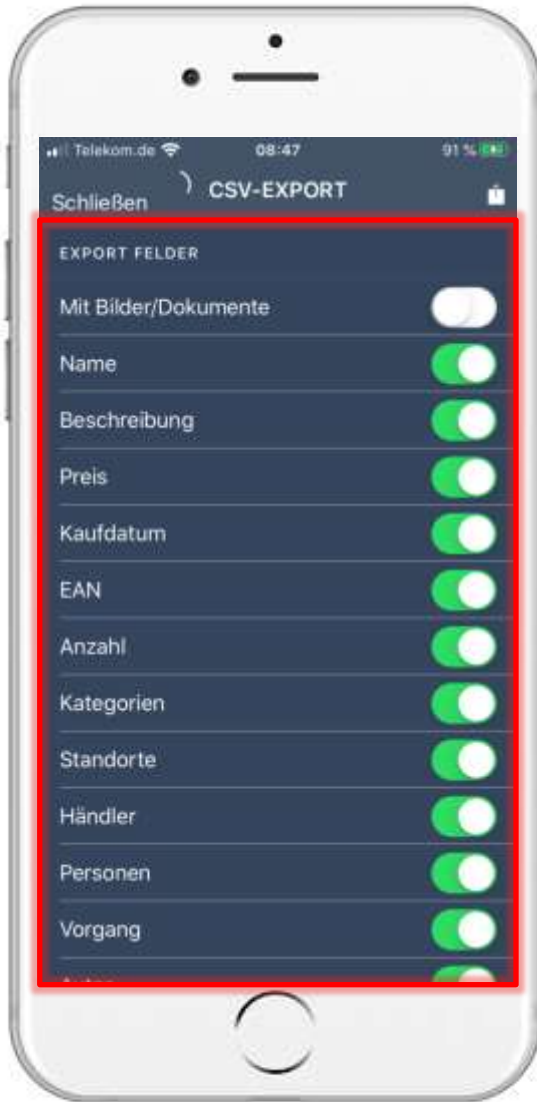 Telekom.de 08:47 91 %
Schließen CSV-EXPORT
EXPORT FELDER
Mit Bilder/Dokumente
Name
Beschreibung
Preis
Kaufdatum
EAN
Anzahl
Kategorien
Standorte
Händler
Personen
Vorgang